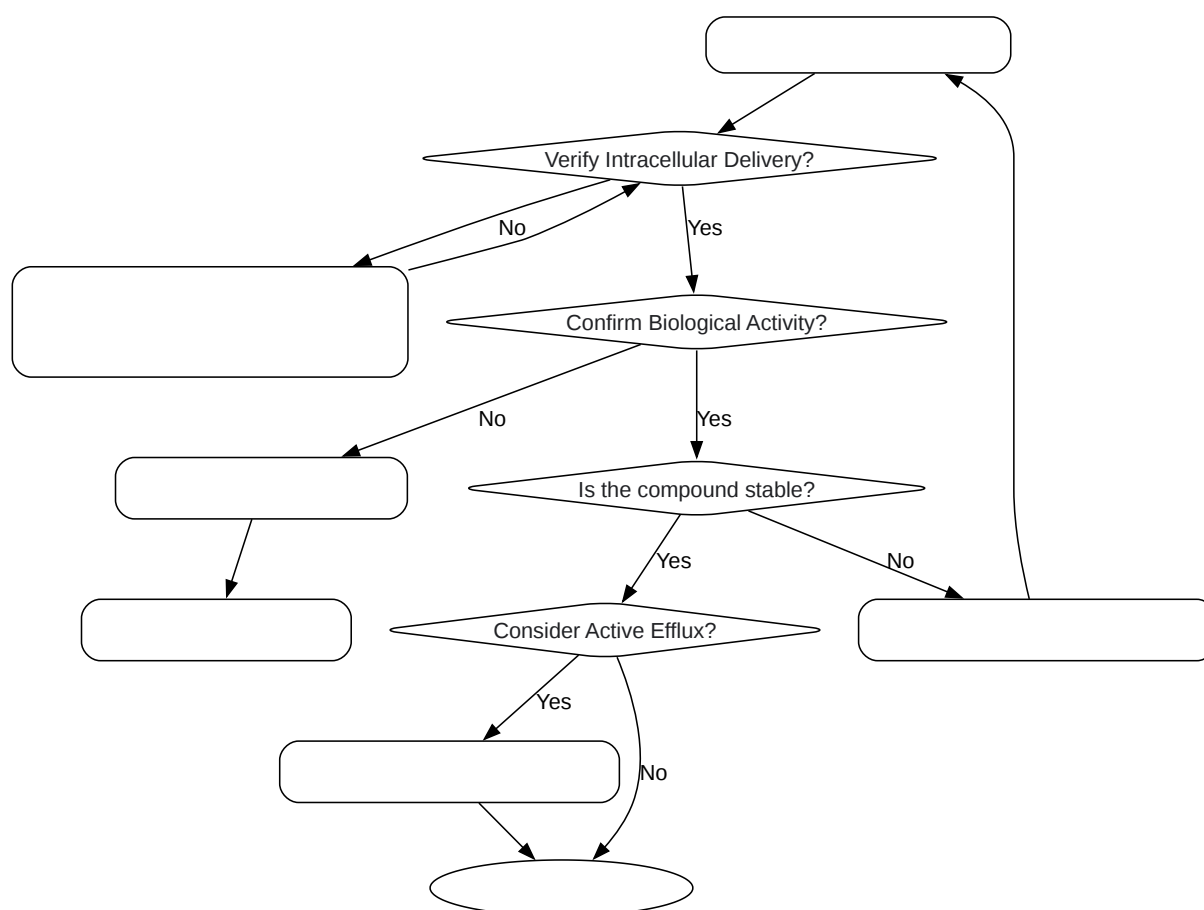 Verify Intracellular Delivery?
No
Yes
Confirm Biological Activity?
No
Yes
Is the compound stable?
Yes
No
Consider Active Efflux?
Yes
No